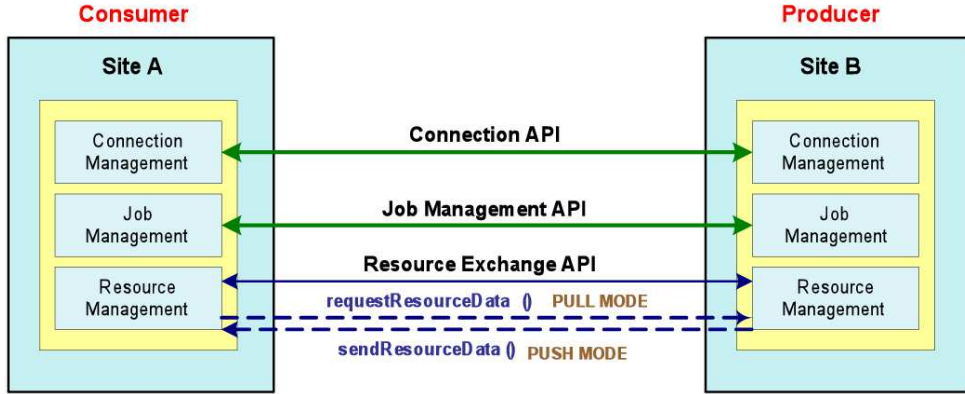 Consumer
Producer
Site A
Site B
Connection
Management
Connection API
Connection
Management
Job
Management
Job Management API
Job
Management
Resource
Management
Resource Exchange API
Resource
Management
requestResourceData () PULL MODE
sendResourceData () PUSH MODE